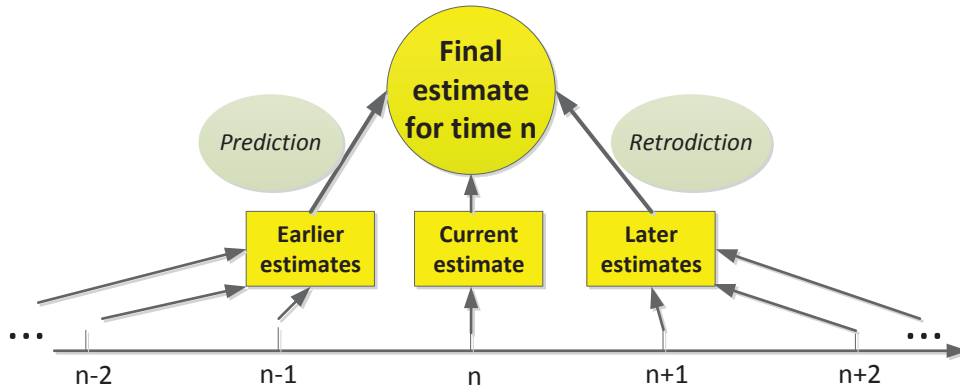 Final
estimate
for time n
Prediction
Retrodiction
Earlier
estimates
Current
estimate
Later
estimates
... ...
n-2 n-1 n n+1 n+2